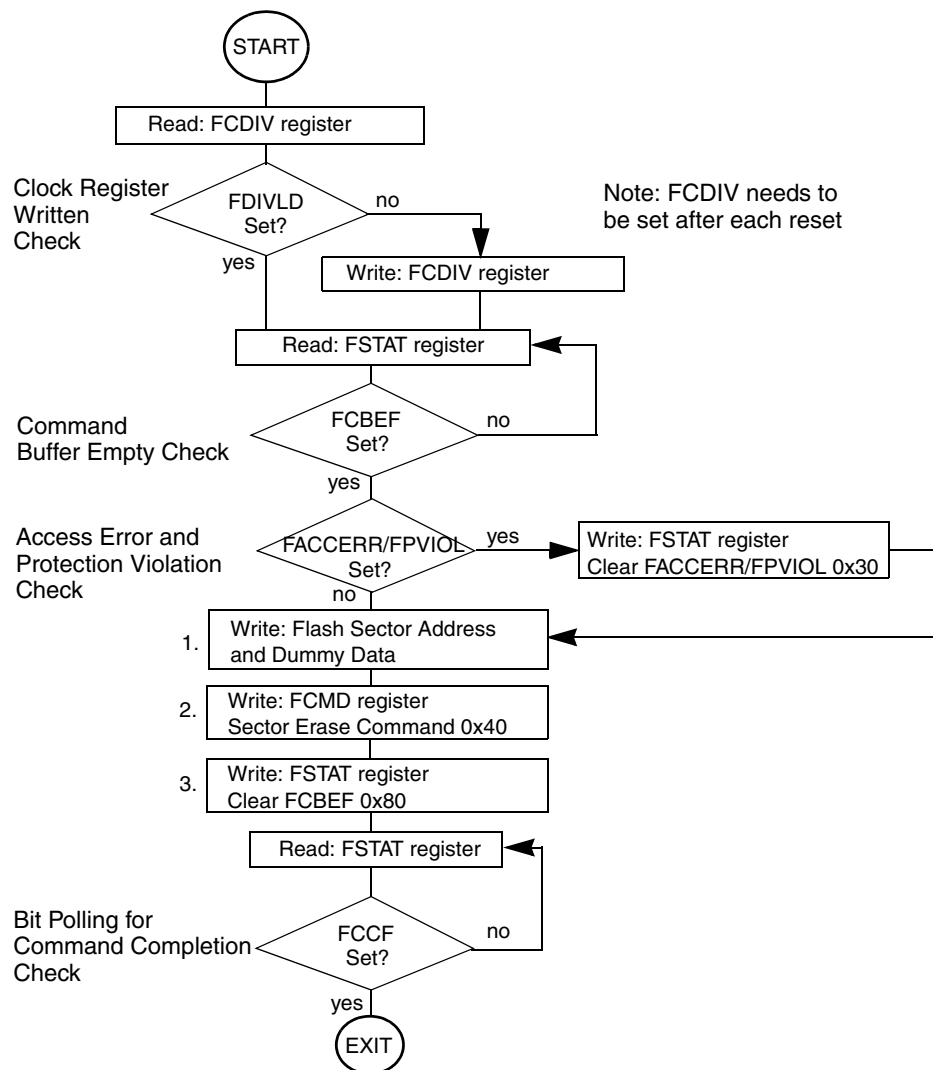 START
Read: FCDIV register
Clock Register
Written
Check
FDIVLD
Set?
no
yes
Note: FCDIV needs to
be set after each reset
Write: FCDIV register
Read: FSTAT register
Command
Buffer Empty Check
FCBEF
Set?
no
yes
Access Error and
Protection Violation
Check
FACCERR/FPVIOL
Set?
yes
no
Write: FSTAT register
Clear FACCERR/FPVIOL 0x30
1.
Write: Flash Sector Address
and Dummy Data
2.
Write: FCMD register
Sector Erase Command 0x40
3.
Write: FSTAT register
Clear FCBEF 0x80
Read: FSTAT register
Bit Polling for
Command Completion
Check
FCCF
Set?
no
yes
EXIT